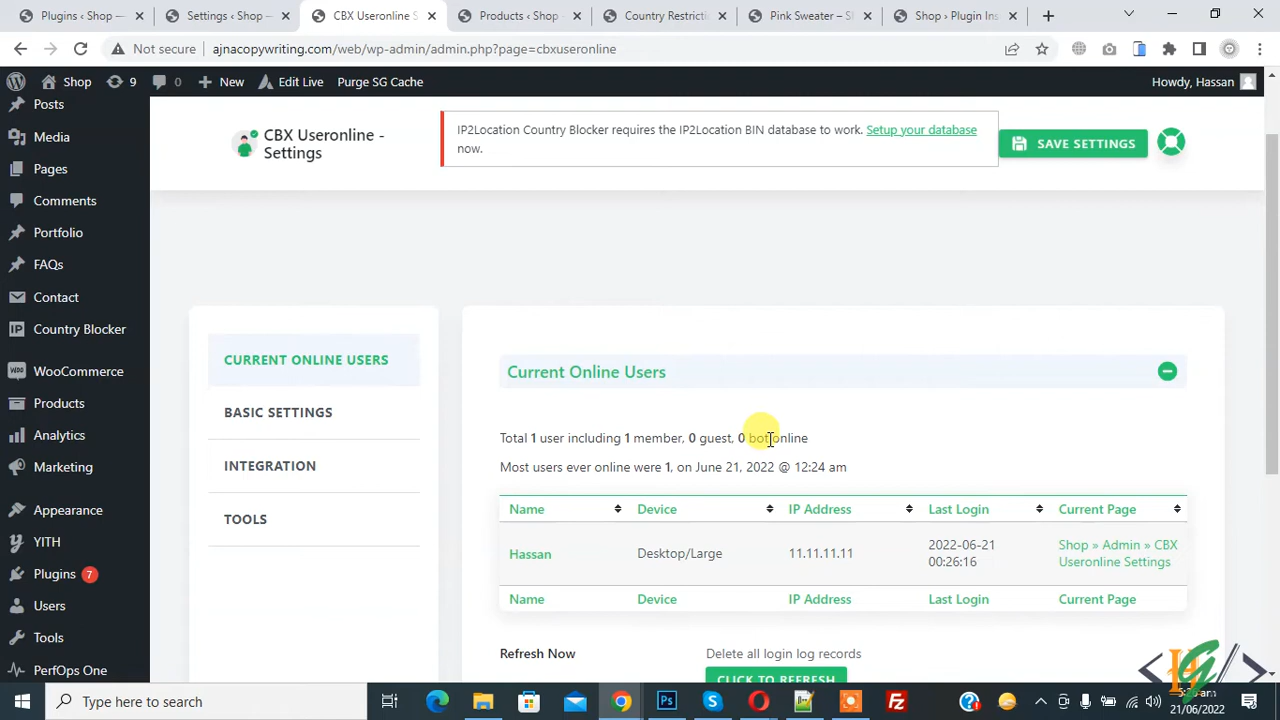 Plugins ‹ Shop —
Settings ‹ Shop —
CBX Useronline S
Products ‹ Shop -
Country Restricti
Pink Sweater – S
Shop › Plugin Ins
Not secure
ajnacopywriting.com/web/wp-admin/admin.php?page=cbxuseronline
Shop
9
0
New
Edit Live
Purge SG Cache
Howdy, Hassan
Posts
Media
Pages
Comments
Portfolio
FAQs
Contact
Country Blocker
WooCommerce
Products
Analytics
Marketing
Appearance
YITH
Plugins 7
Users
Tools
PerfOps One
CBX Useronline -
Settings
IP2Location Country Blocker requires the IP2Location BIN database to work. Setup your database
now.
SAVE SETTINGS
CURRENT ONLINE USERS
BASIC SETTINGS
INTEGRATION
TOOLS
Current Online Users
Total 1 user including 1 member, 0 guest, 0 bot online
Most users ever online were 1, on June 21, 2022 @ 12:24 am
Name Device IP Address Last Login Current Page
Hassan Desktop/Large 11.11.11.11 2022-06-21 00:26:16 Shop » Admin » CBX Useronline Settings
Name Device IP Address Last Login Current Page
Refresh Now
Delete all login log records
CLICK TO REFRESH
Type here to search
21/06/2022